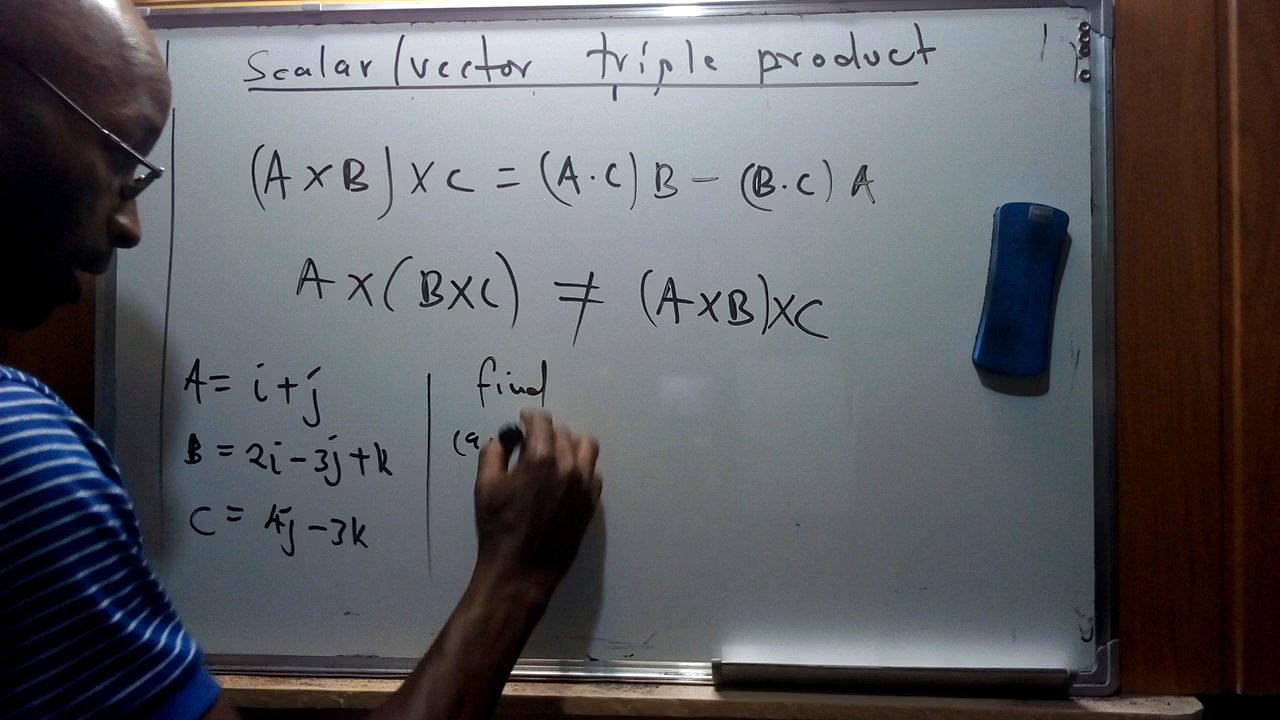 Scalar/vector triple product
(A X B) X C = (A.C) B - (B.C) A
A X (B X C) ≠ (A X B) X C
A = i + j
B = 2i - 3j + k
C = 4j - 3k
find
(a